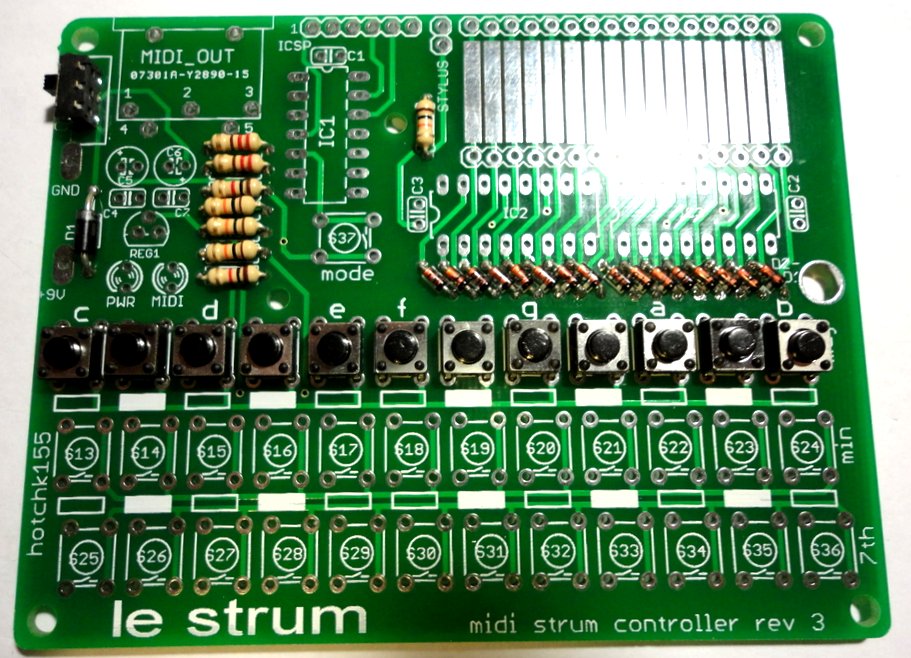 1
ICSP
C1
MIDI_OUT
07301A-Y2890-15
1 2 3
4 5
STYLUS
IC1
C6
C5
GND
C4 C7
C3
IC2
C2
D1
REG1
S37
mode
+9V
PWR MIDI
c d e f g a b
S13 S14 S15 S16 S17 S18 S19 S20 S21 S22 S23 S24
min
hotchk155
S25 S26 S27 S28 S29 S30 S31 S32 S33 S34 S35 S36
7th
le strum
midi strum controller rev 3